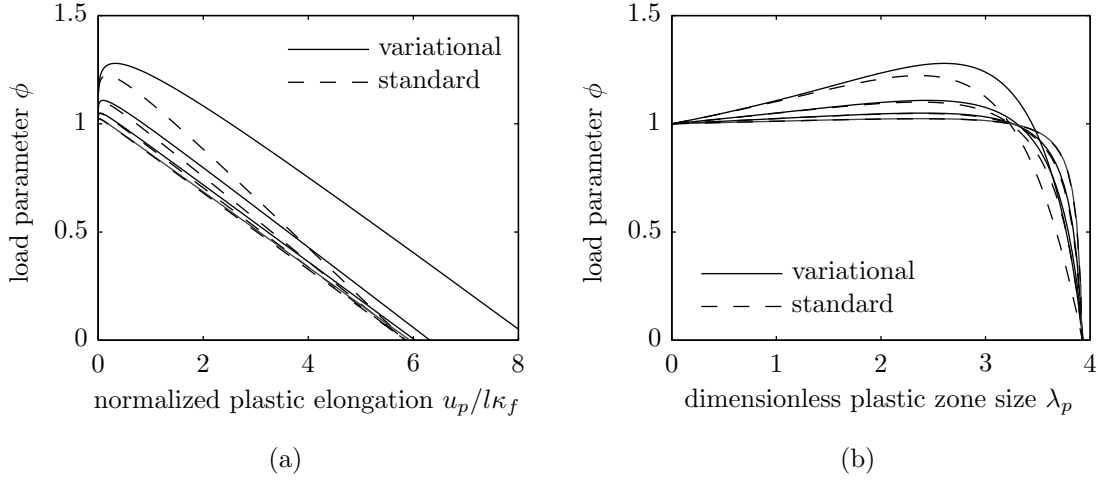 1.5
1
0.5
0
load parameter ϕ
variational
standard
0 2 4 6 8
normalized plastic elongation u_p/lκ_f
(a)
1.5
1
0.5
0
load parameter ϕ
variational
standard
0 1 2 3 4
dimensionless plastic zone size λ_p
(b)